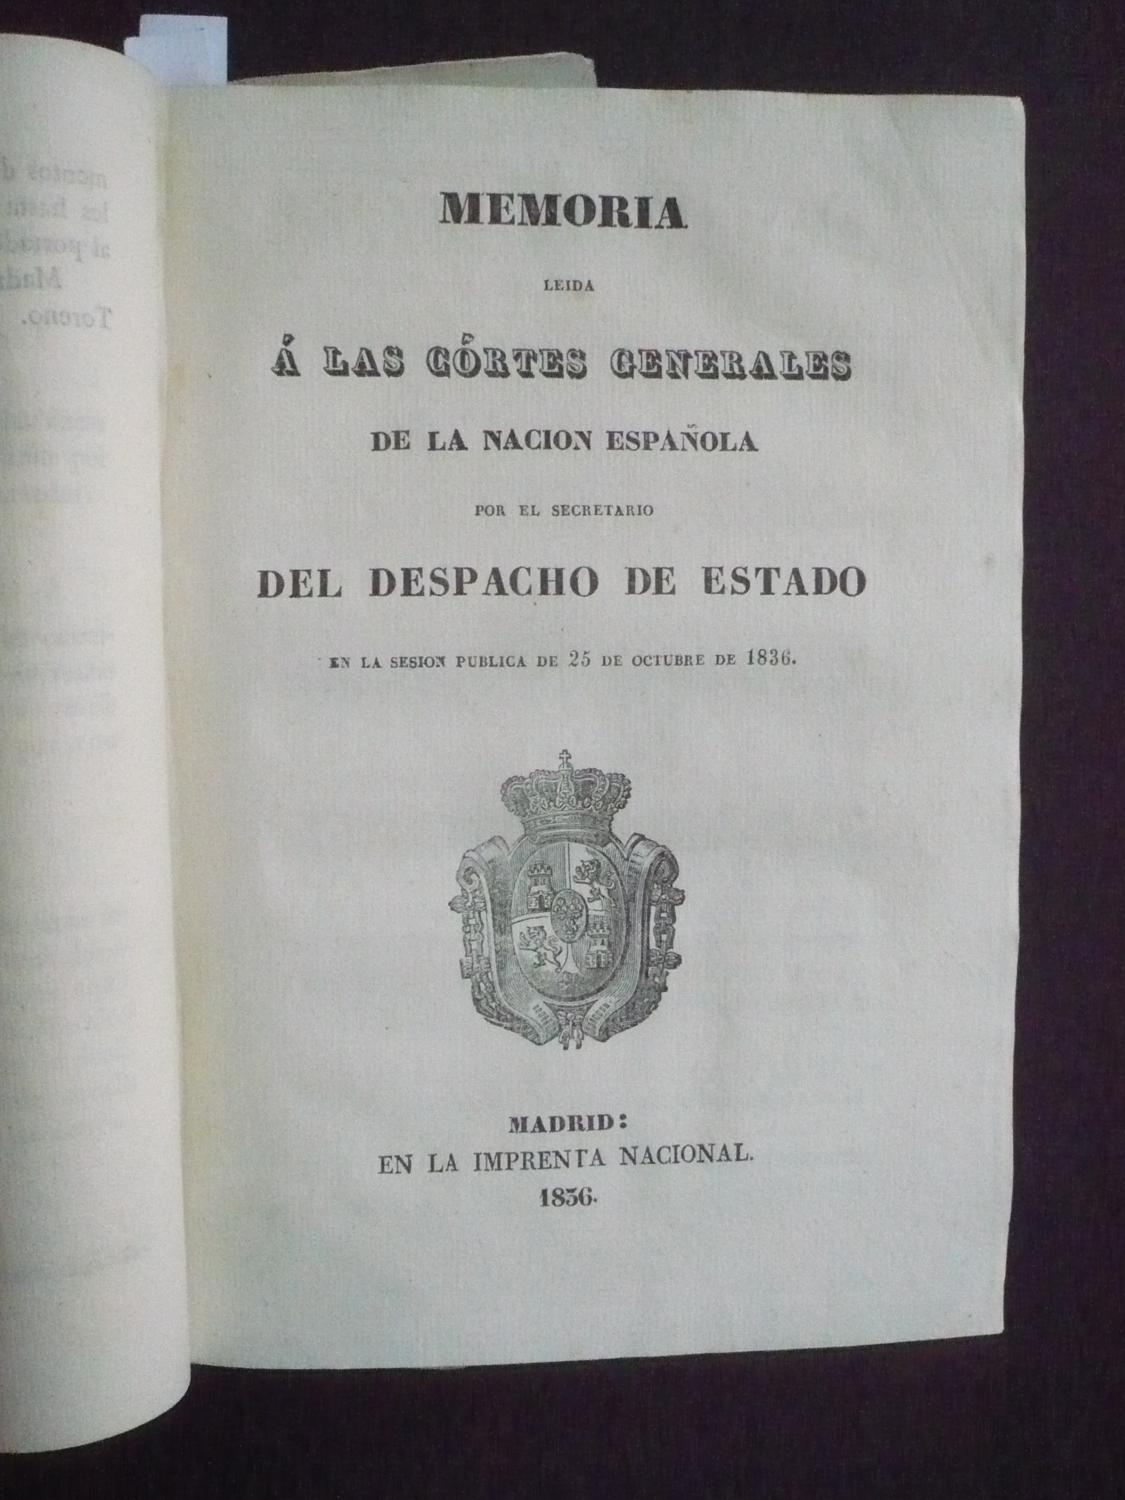 MEMORIA
LEIDA
Á LAS CÓRTES GENERALES
DE LA NACION ESPAÑOLA
POR EL SECRETARIO
DEL DESPACHO DE ESTADO
EN LA SESION PUBLICA DE 25 DE OCTUBRE DE 1836.
MADRID:
EN LA IMPRENTA NACIONAL.
1836.